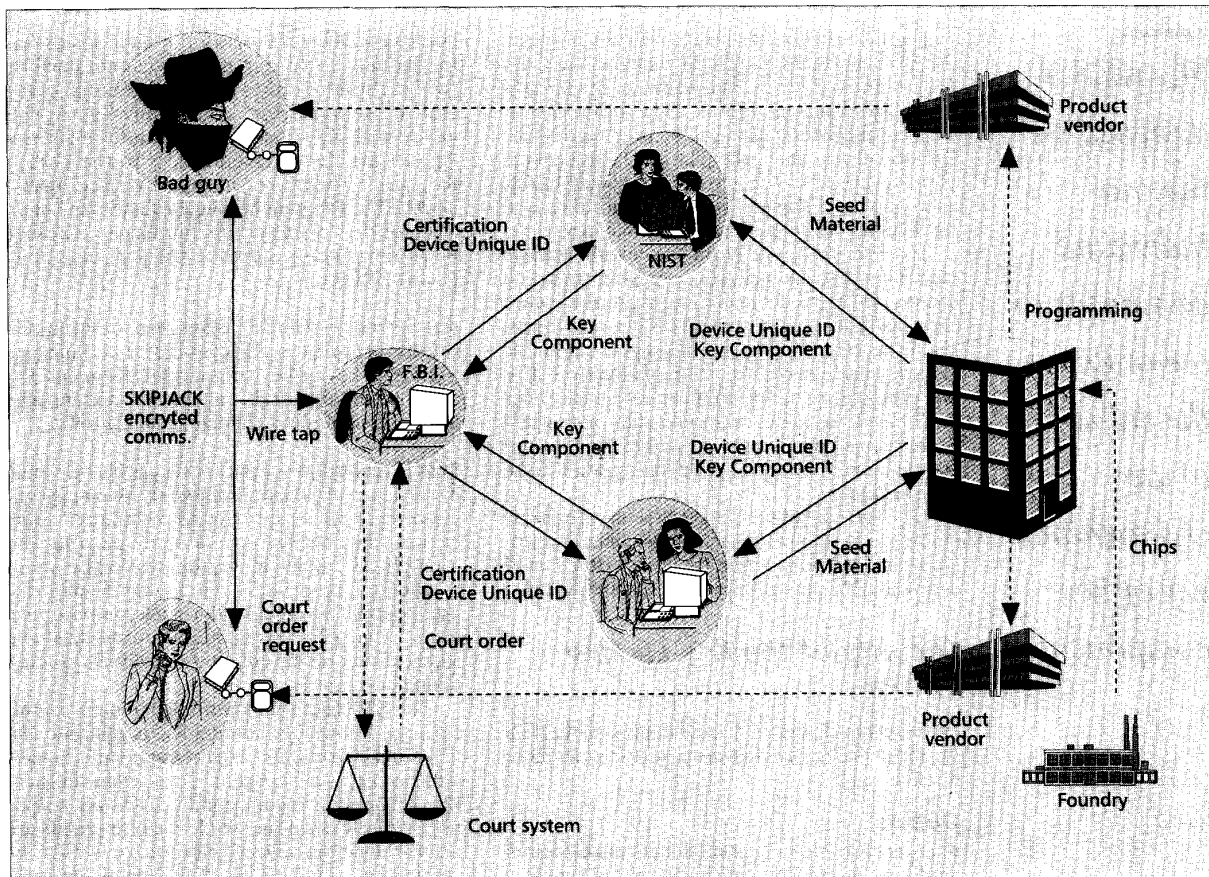 Product
vendor
Bad guy
Certification
Device Unique ID
NIST
Seed
Material
Key
Component
Device Unique ID
Key Component
Programming
F.B.I.
SKIPJACK
encryted
comms.
Wire tap
Key
Component
Device Unique ID
Key Component
Certification
Device Unique ID
Seed
Material
Chips
Court
order
request
Court order
Product
vendor
Court system
Foundry